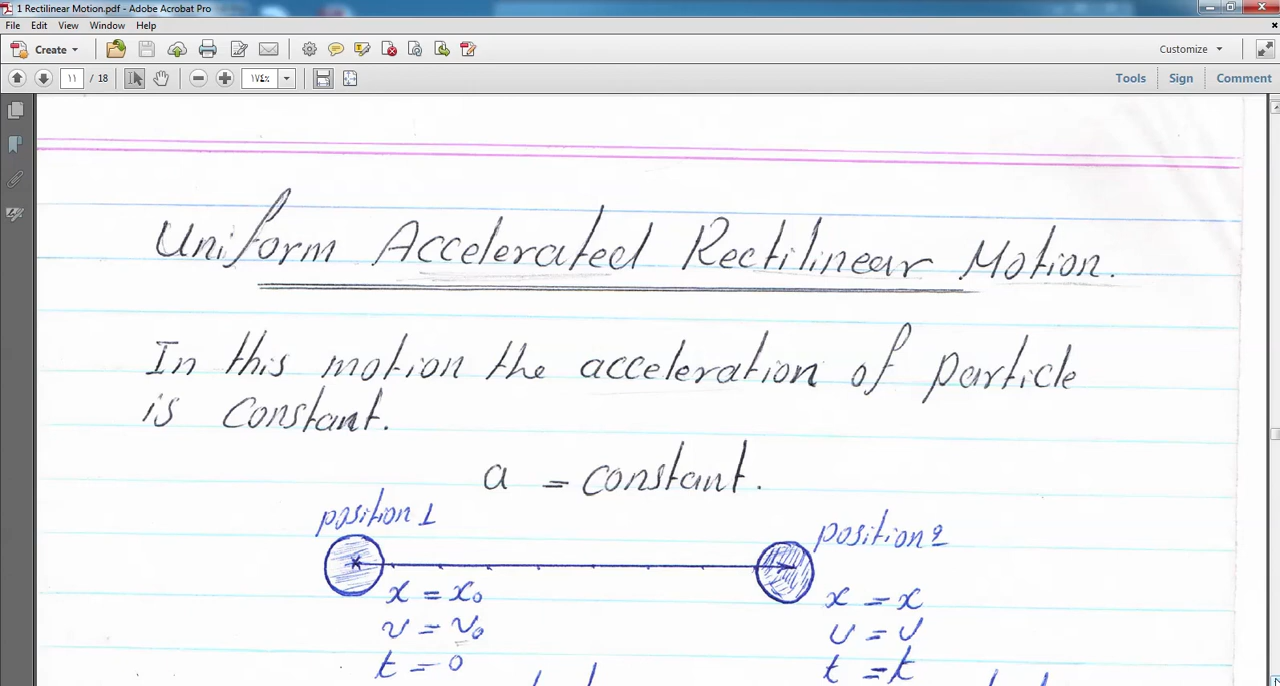 1 Rectilinear Motion.pdf - Adobe Acrobat Pro
File Edit View Window Help
Create Customize
١١ / 18 ١٧٤% Tools Sign Comment
Uniform Accelerated Rectilinear Motion.
In this motion the acceleration of particle
is constant.
a = constant.
position 1 position 2
x = x₀ x = x
v = v₀ v = v
t = 0 t = t